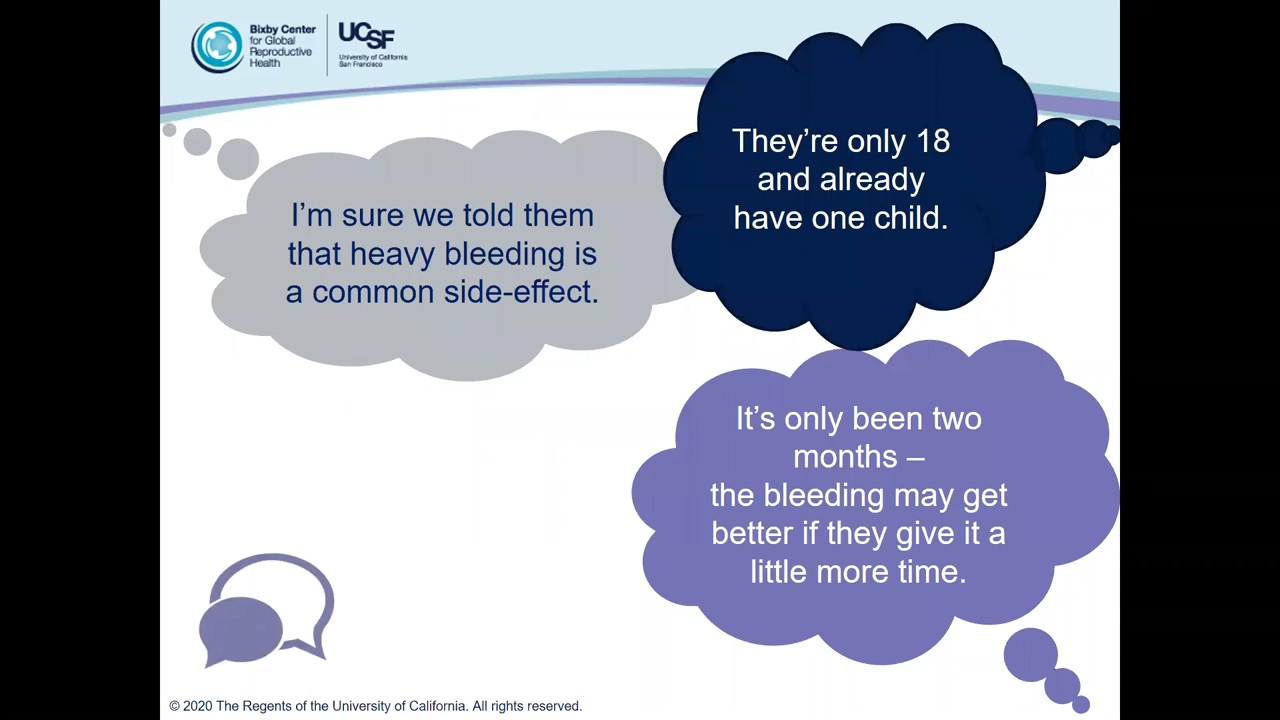 Bixby Center
for Global
Reproductive
Health
UCSF
University of California
San Francisco
I’m sure we told them
that heavy bleeding is
a common side-effect.
They’re only 18
and already
have one child.
It’s only been two
months –
the bleeding may get
better if they give it a
little more time.
© 2020 The Regents of the University of California. All rights reserved.